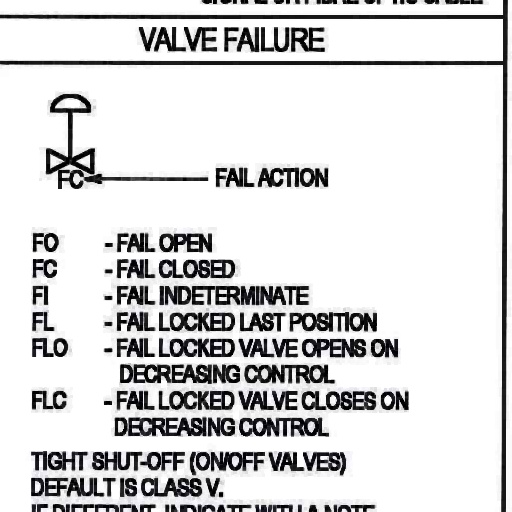 VALVE FAILURE
FC
FAIL ACTION
FO - FAIL OPEN
FC - FAIL CLOSED
FI - FAIL INDETERMINATE
FL - FAIL LOCKED LAST POSITION
FLO - FAIL LOCKED VALVE OPENS ON
DECREASING CONTROL
FLC - FAIL LOCKED VALVE CLOSES ON
DECREASING CONTROL
TIGHT SHUT-OFF (ON/OFF VALVES)
DEFAULT IS CLASS V.
IF DIFFERENT, INDICATE WITH A NOTE